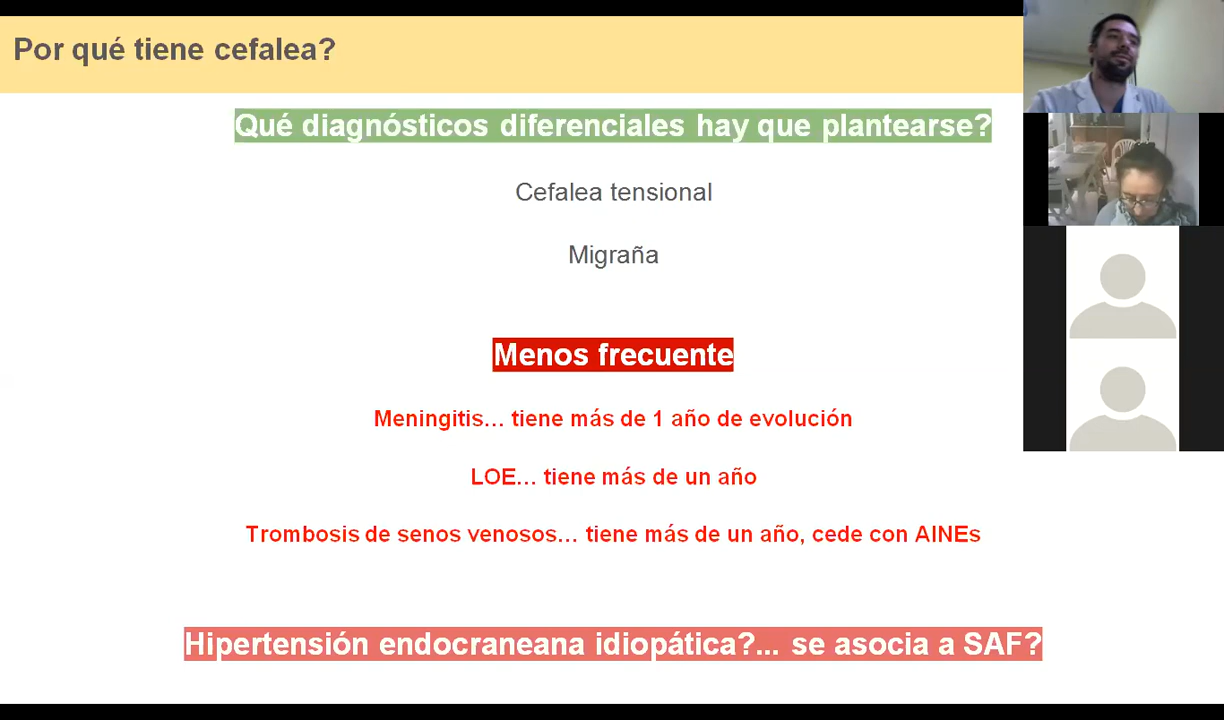 Por qué tiene cefalea?
Qué diagnósticos diferenciales hay que plantearse?
Cefalea tensional
Migraña
Menos frecuente
Meningitis... tiene más de 1 año de evolución
LOE... tiene más de un año
Trombosis de senos venosos... tiene más de un año, cede con AINEs
Hipertensión endocraneana idiopática?... se asocia a SAF?